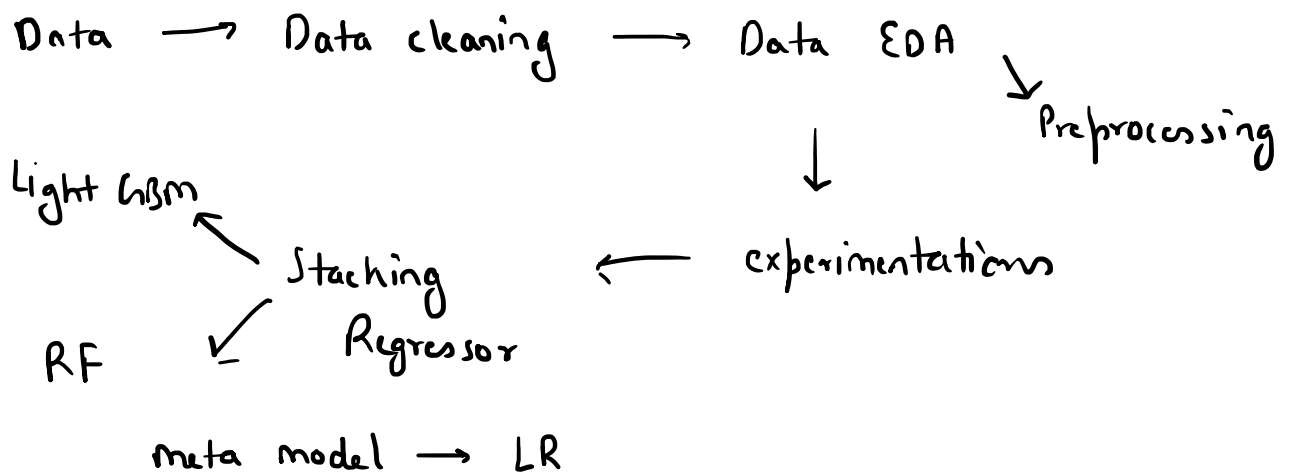 Data → Data cleaning → Data EDA
Preprocessing
Light GBM
experimentations
Stacking
Regressor
RF
meta model → LR